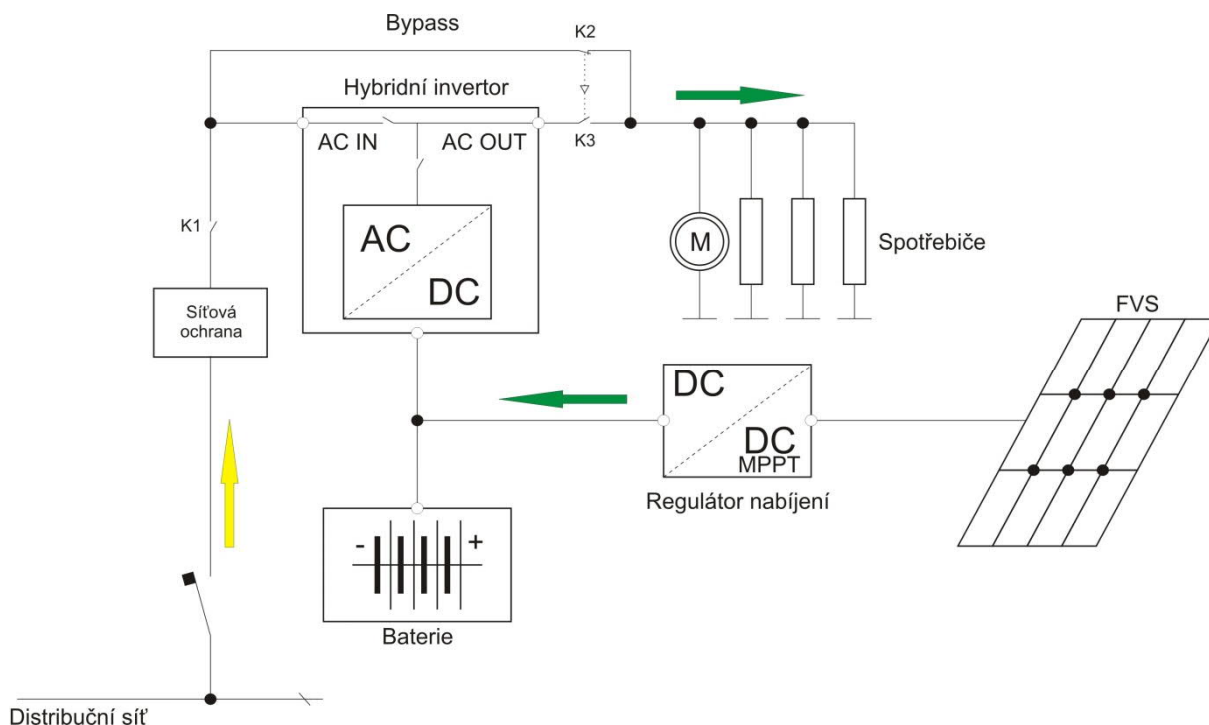 Bypass
K2
Hybridní invertor
AC IN
AC OUT
K3
K1
AC
DC
M
Spotřebiče
Síťová
ochrana
FVS
DC
DC
MPPT
Regulátor nabíjení
- +
Baterie
Distribuční síť